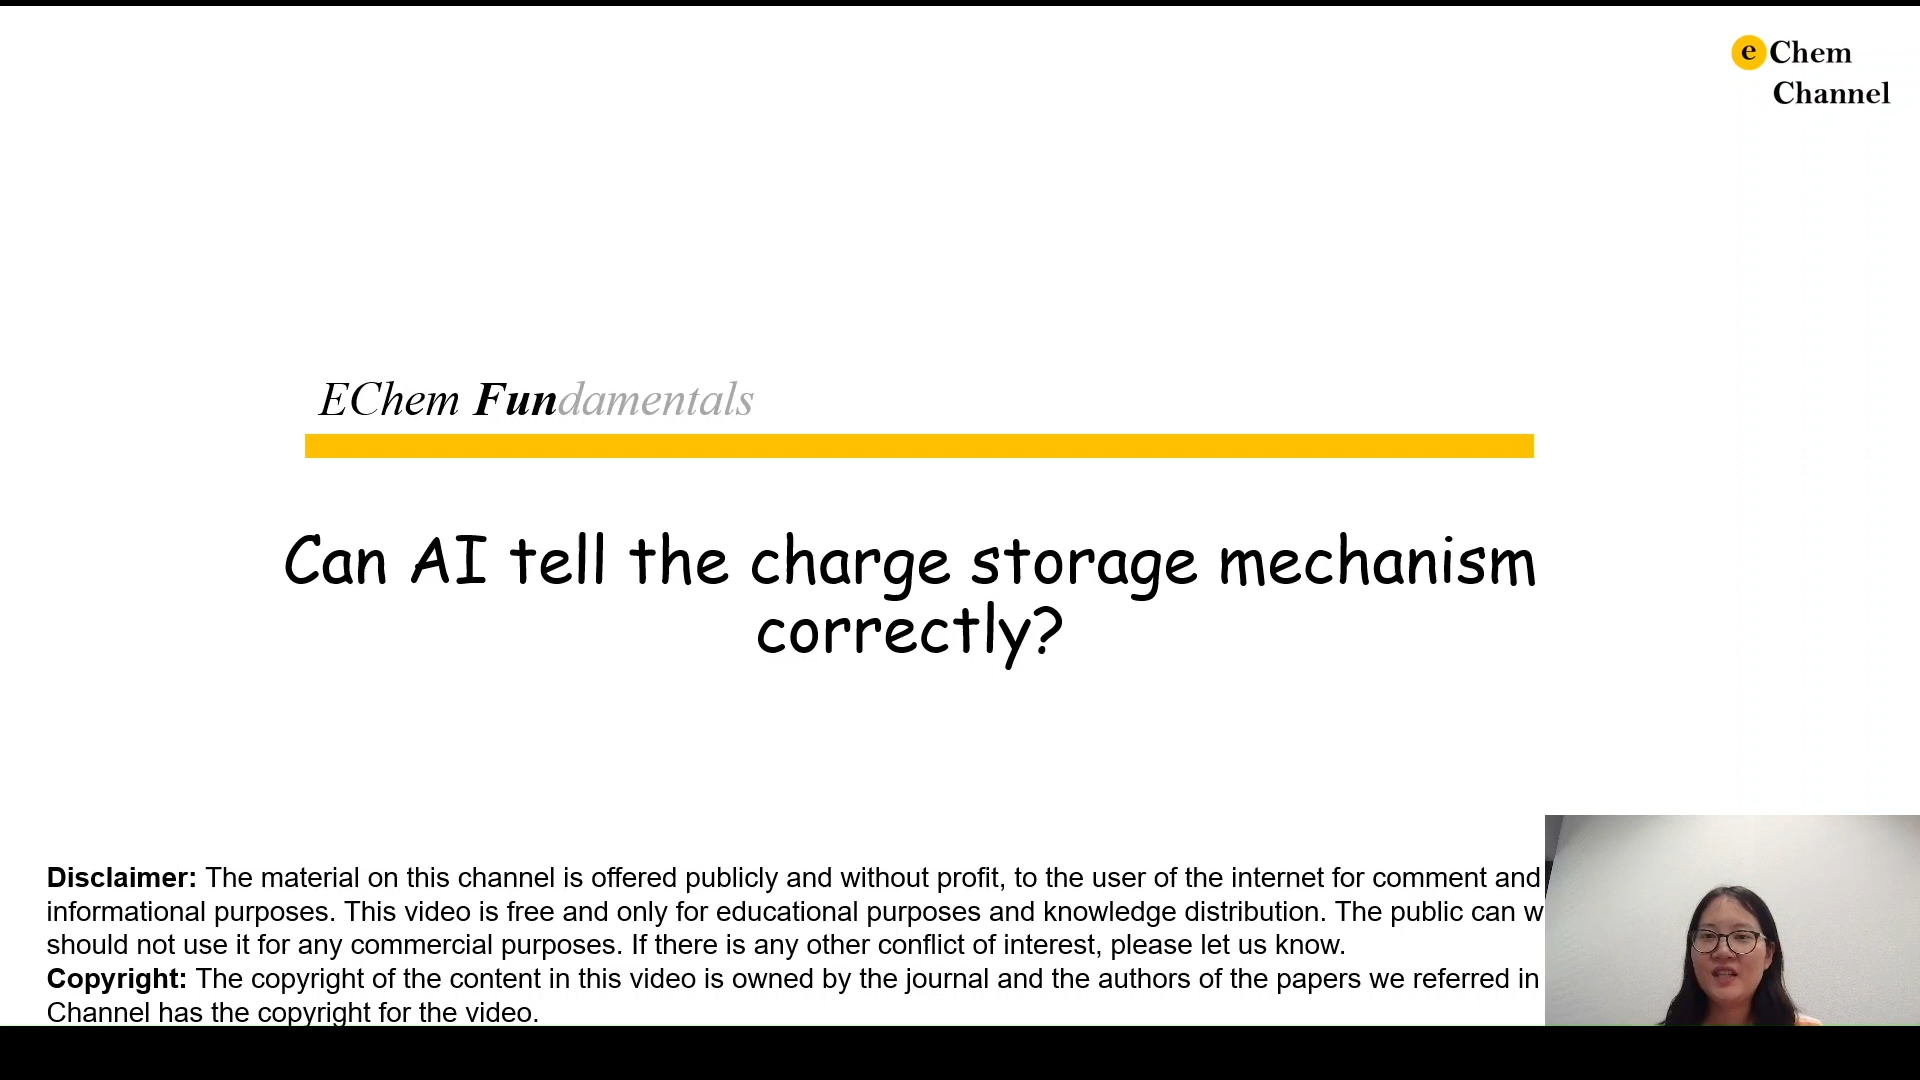 e Chem
Channel
EChem Fundamentals
Can AI tell the charge storage mechanism
correctly?
Disclaimer: The material on this channel is offered publicly and without profit, to the user of the internet for comment and
informational purposes. This video is free and only for educational purposes and knowledge distribution. The public can w
should not use it for any commercial purposes. If there is any other conflict of interest, please let us know.
Copyright: The copyright of the content in this video is owned by the journal and the authors of the papers we referred in
Channel has the copyright for the video.